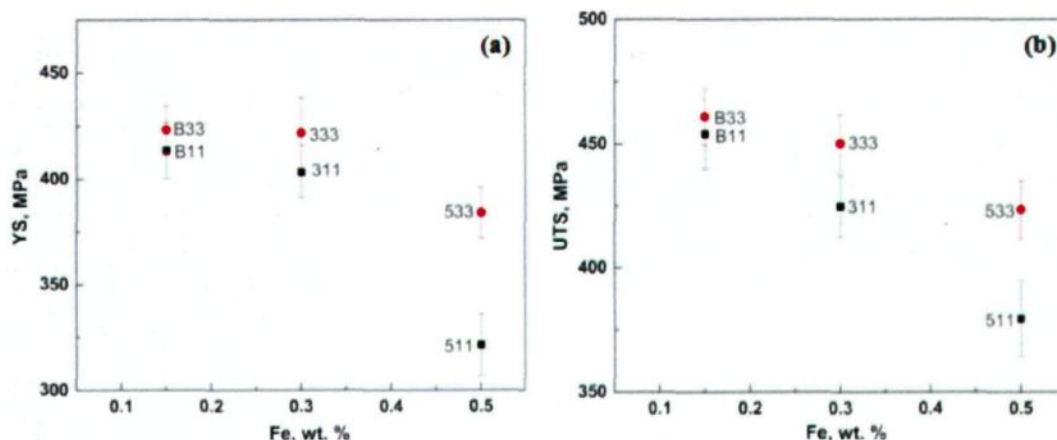 (a)
450
400
350
300
YS, MPa
B33
B11
333
311
533
511
0.1 0.2 0.3 0.4 0.5
Fe, wt. %
(b)
500
450
400
350
UTS, MPa
B33
B11
333
311
533
511
0.1 0.2 0.3 0.4 0.5
Fe, wt. %